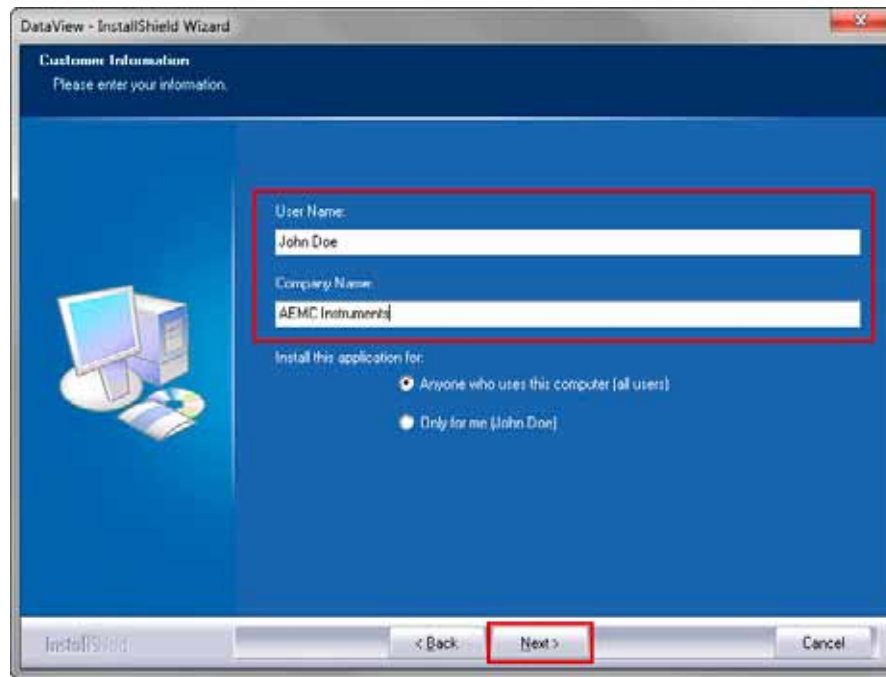 DataView - InstallShield Wizard
Customer Information
Please enter your information.
User Name:
John Doe
Company Name:
AEMC Instruments
Install this application for:
Anyone who uses this computer (all users)
Only for me (John Doe)
InstallShield
< Back
Next >
Cancel